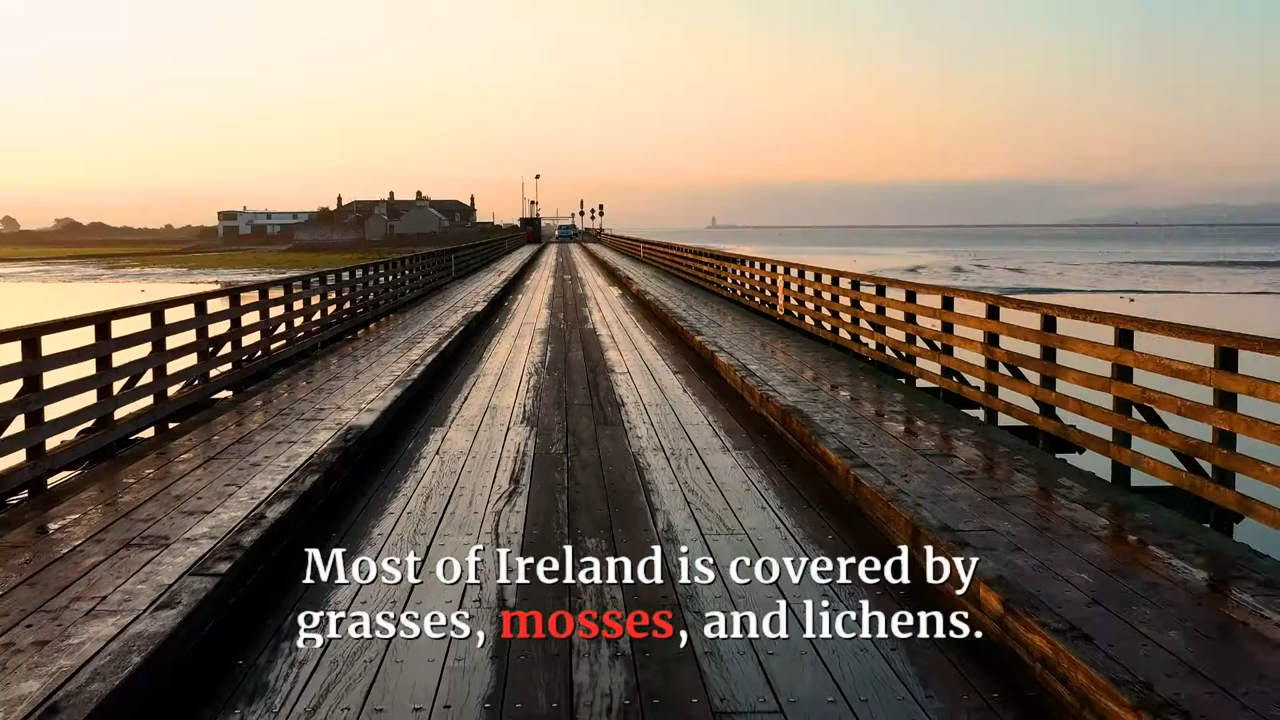 Most of Ireland is covered by
grasses, mosses, and lichens.